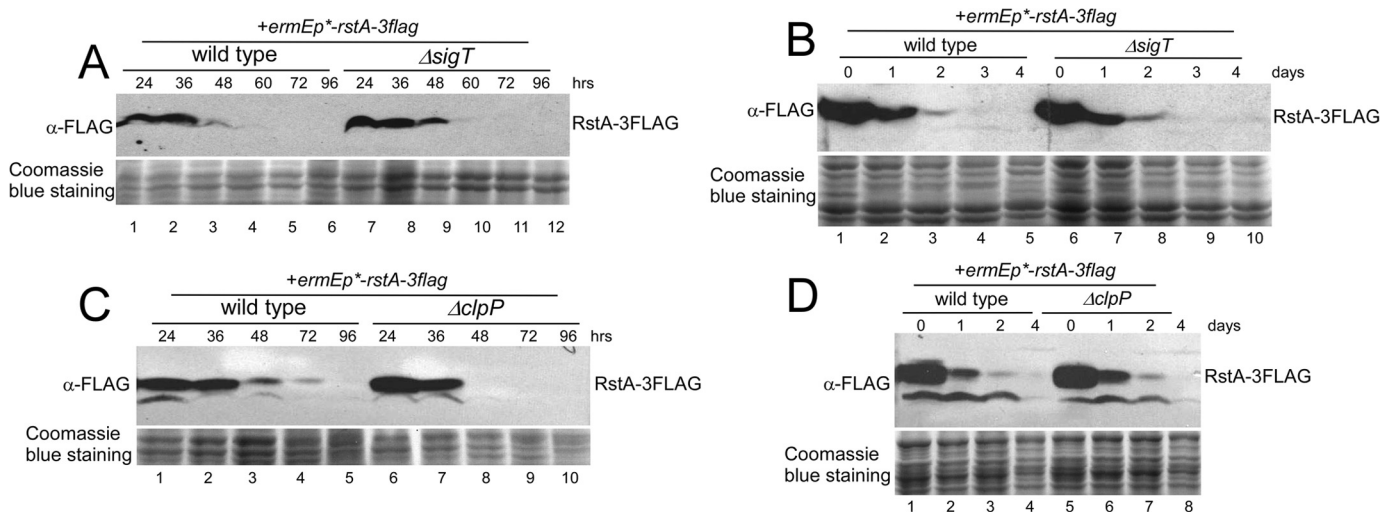 A
+ermEp*-rstA-3flag
wild type ΔsigT
24 36 48 60 72 96 24 36 48 60 72 96 hrs
α-FLAG RstA-3FLAG
Coomassie
blue staining
1 2 3 4 5 6 7 8 9 10 11 12
B
+ermEp*-rstA-3flag
wild type ΔsigT
0 1 2 3 4 0 1 2 3 4 days
α-FLAG RstA-3FLAG
Coomassie
blue staining
1 2 3 4 5 6 7 8 9 10
C
+ermEp*-rstA-3flag
wild type ΔclpP
24 36 48 72 96 24 36 48 72 96 hrs
α-FLAG RstA-3FLAG
Coomassie
blue staining
1 2 3 4 5 6 7 8 9 10
D
+ermEp*-rstA-3flag
wild type ΔclpP
0 1 2 4 0 1 2 4 days
α-FLAG RstA-3FLAG
Coomassie
blue staining
1 2 3 4 5 6 7 8